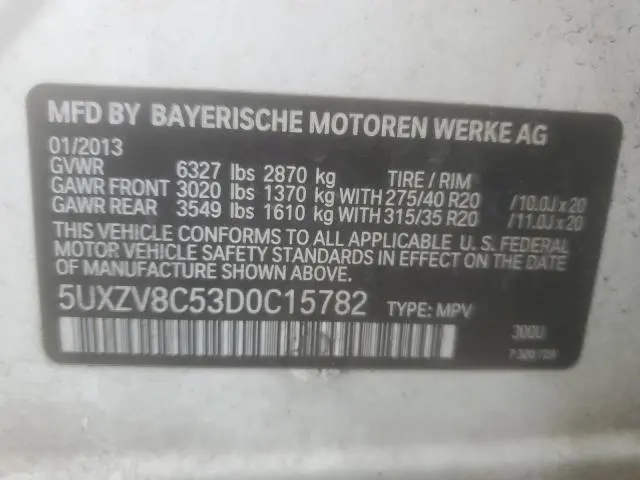 MFD BY BAYERISCHE MOTOREN WERKE AG
01/2013
GVWR 6327 lbs 2870 kg TIRE / RIM
GAWR FRONT 3020 lbs 1370 kg WITH 275/40 R20 /10.0J x 20
GAWR REAR 3549 lbs 1610 kg WITH 315/35 R20 /11.0J x 20
THIS VEHICLE CONFORMS TO ALL APPLICABLE U. S. FEDERAL
MOTOR VEHICLE SAFETY STANDARDS IN EFFECT ON THE DATE OF
MANUFACTURE SHOWN ABOVE.
5UXZV8C53D0C15782 TYPE: MPV
300U